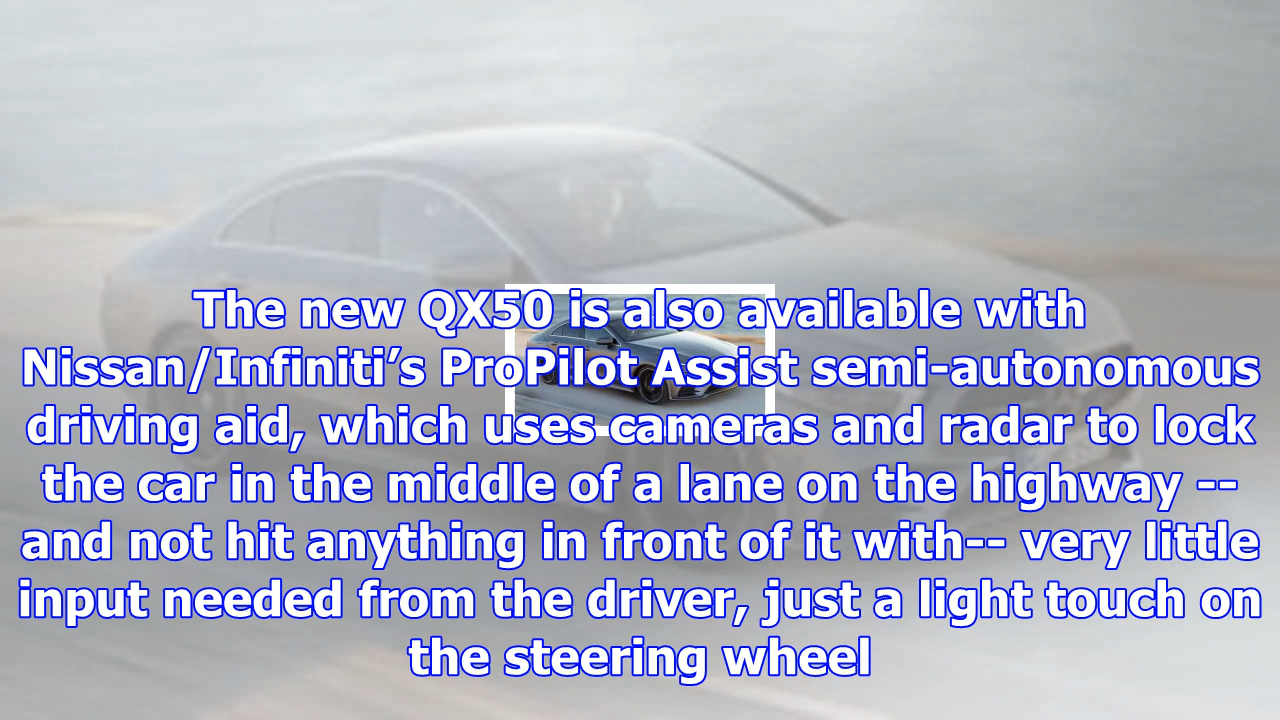 The new QX50 is also available with
Nissan/Infiniti’s ProPilot Assist semi-autonomous
driving aid, which uses cameras and radar to lock
the car in the middle of a lane on the highway --
and not hit anything in front of it with-- very little
input needed from the driver, just a light touch on
the steering wheel